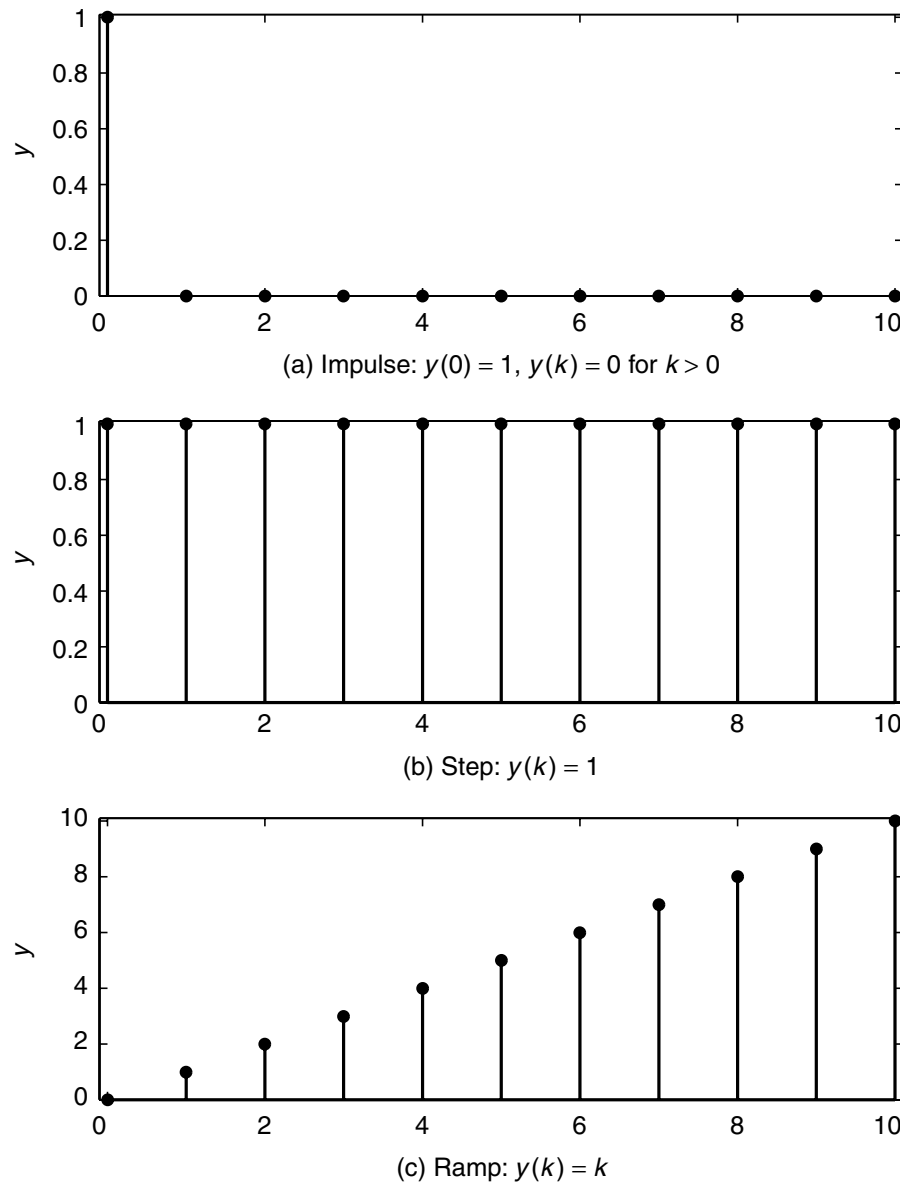 1
0.8
0.6
y
0.4
0.2
0
0 2 4 6 8 10
(a) Impulse: y(0) = 1, y(k) = 0 for k > 0
1
0.8
0.6
y
0.4
0.2
0
0 2 4 6 8 10
(b) Step: y(k) = 1
10
8
6
y
4
2
0
0 2 4 6 8 10
(c) Ramp: y(k) = k